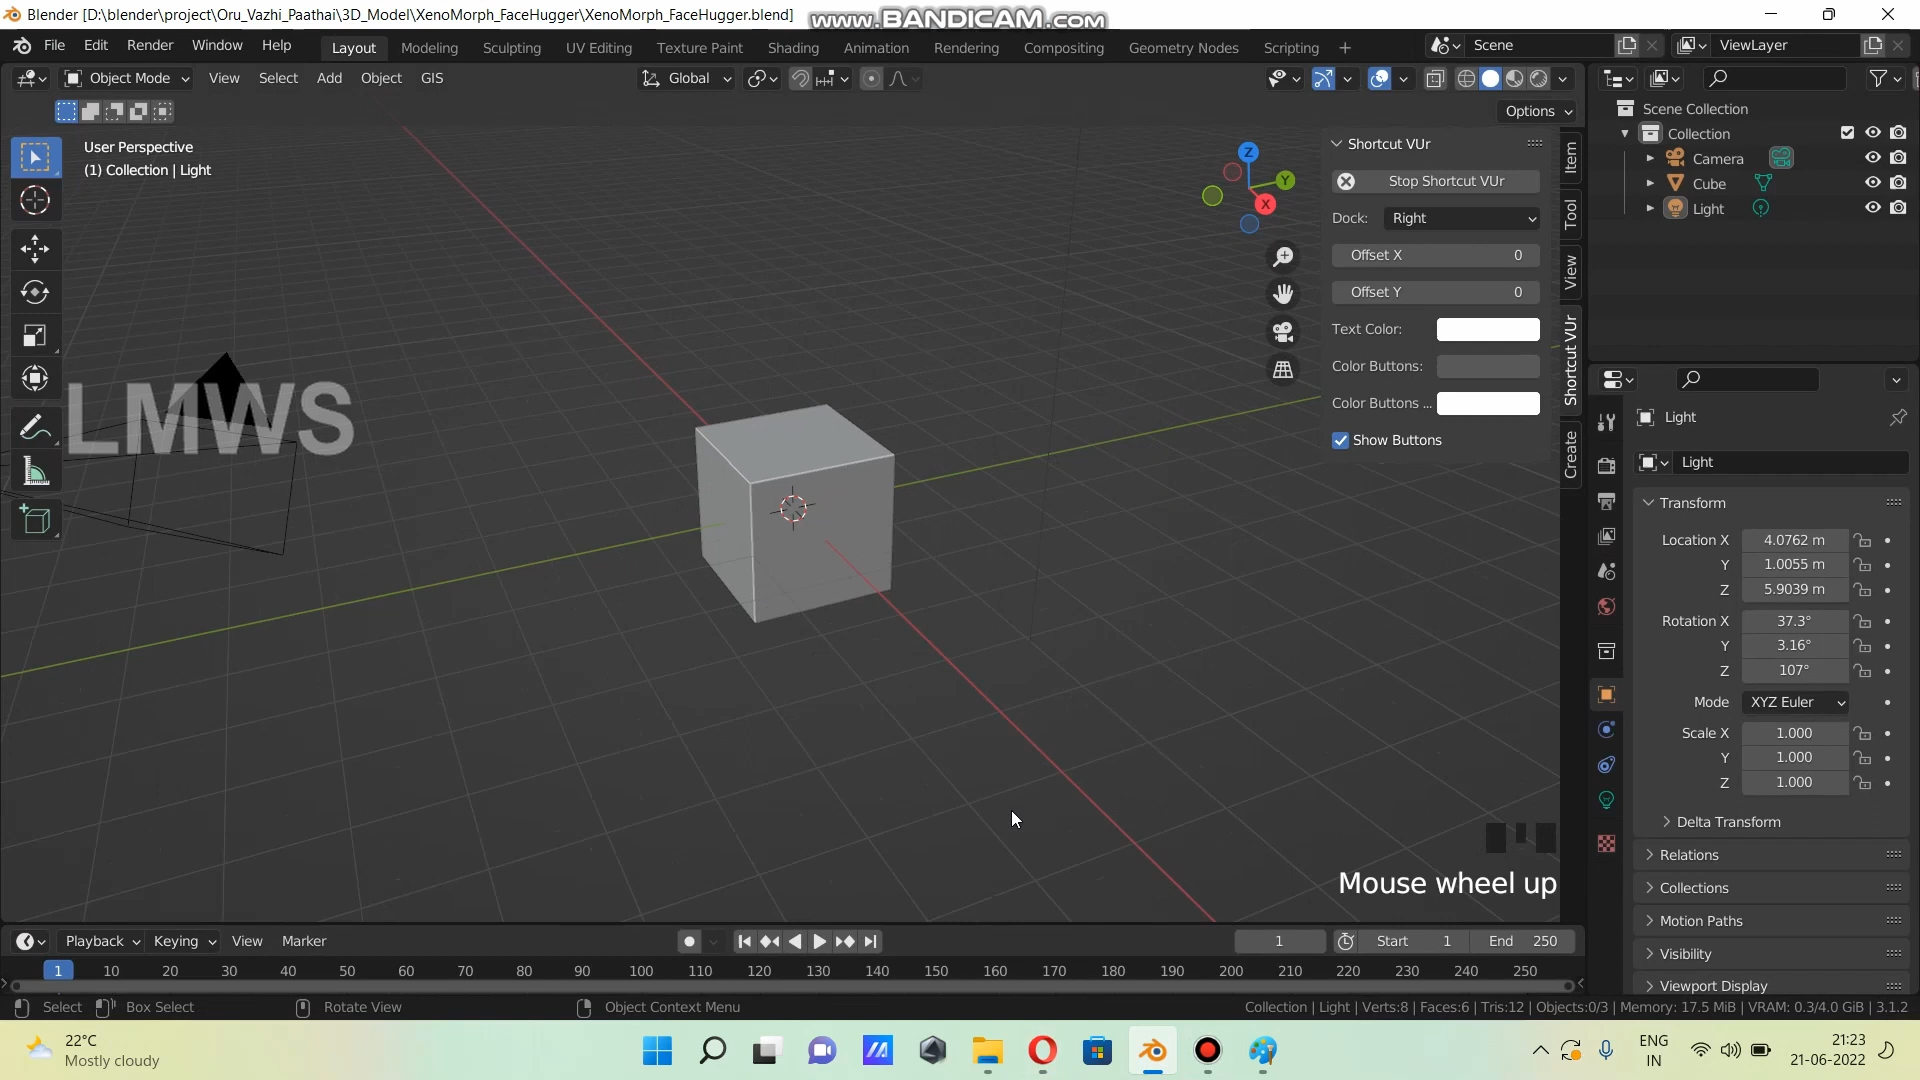 Blender [D:\blender\project\Oru_Vazhi_Paathai\3D_Model\XenoMorph_FaceHugger\XenoMorph_FaceHugger.blend]
www.BANDICAM.com
File Edit Render Window Help
Layout Modeling Sculpting UV Editing Texture Paint Shading Animation Rendering Compositing Geometry Nodes Scripting +
Scene
ViewLayer
Object Mode View Select Add Object GIS
Global
Options
User Perspective
(1) Collection | Light
Z
Y
X
LMWS
Shortcut VUr
Stop Shortcut VUr
Dock: Right
Offset X 0
Offset Y 0
Text Color:
Color Buttons:
Color Buttons ...
Show Buttons
Item
Tool
View
Shortcut VUr
Create
Mouse wheel up
Scene Collection
Collection
Camera
Cube
Light
Light
Light
Transform
Location X 4.0762 m
Y 1.0055 m
Z 5.9039 m
Rotation X 37.3°
Y 3.16°
Z 107°
Mode XYZ Euler
Scale X 1.000
Y 1.000
Z 1.000
Delta Transform
Relations
Collections
Motion Paths
Visibility
Viewport Display
Playback Keying View Marker
1
Start 1
End 250
1 10 20 30 40 50 60 70 80 90 100 110 120 130 140 150 160 170 180 190 200 210 220 230 240 250
Select Box Select Rotate View Object Context Menu
Collection | Light | Verts:8 | Faces:6 | Tris:12 | Objects:0/3 | Memory: 17.5 MiB | VRAM: 0.3/4.0 GiB | 3.1.2
22°C
Mostly cloudy
ENG
IN
21:23
21-06-2022